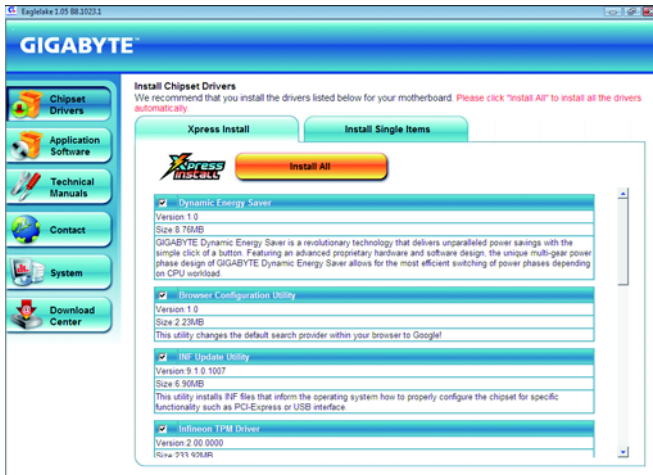 Eaglelake 1.05 B8.1023.1
GIGABYTE™
Chipset
Drivers
Application
Software
Technical
Manuals
Contact
System
Download
Center
Install Chipset Drivers
We recommend that you install the drivers listed below for your motherboard. Please click "Install All" to install all the drivers
automatically.
Xpress Install
Install Single Items
Xpress
Install
Install All
Dynamic Energy Saver
Version:1.0
Size:8.76MB
GIGABYTE Dynamic Energy Saver is a revolutionary technology that delivers unparalleled power savings with the
simple click of a button. Featuring an advanced proprietary hardware and software design, the unique multi-gear power
phase design of GIGABYTE Dynamic Energy Saver allows for the most efficient switching of power phases depending
on CPU workload.
Browser Configuration Utility
Version:1.0
Size:2.23MB
This utility changes the default search provider within your browser to Google!
INF Update Utility
Version:9.1.0.1007
Size:6.90MB
This utility installs INF files that inform the operating system how to properly configure the chipset for specific
functionality such as PCI-Express or USB interface.
Infineon TPM Driver
Version:2.00.0000
Size:233.92MB